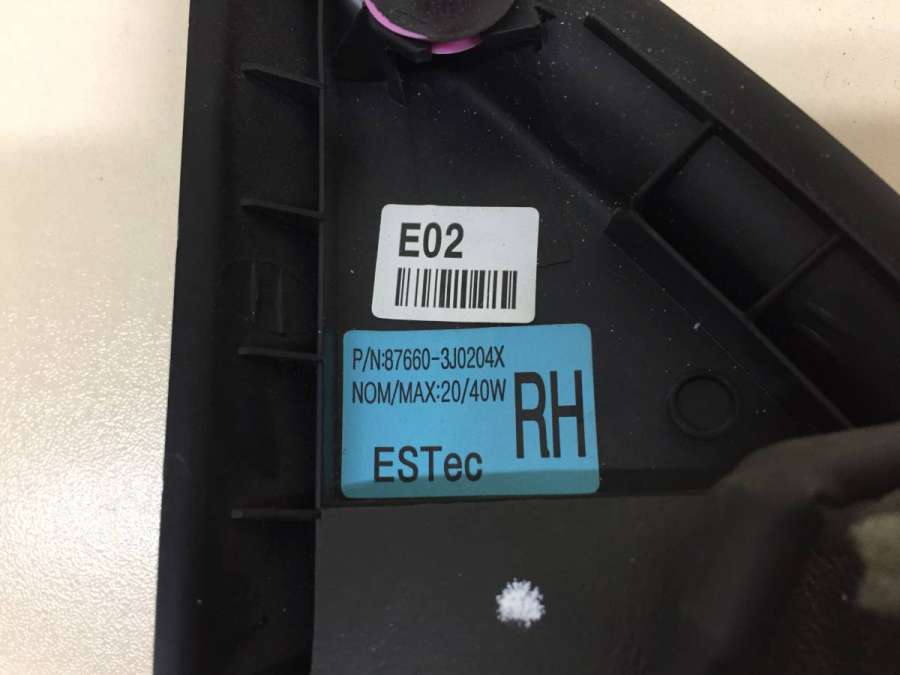 E02
P/N:87660-3J0204X
NOM/MAX:20/40W
RH
ESTec